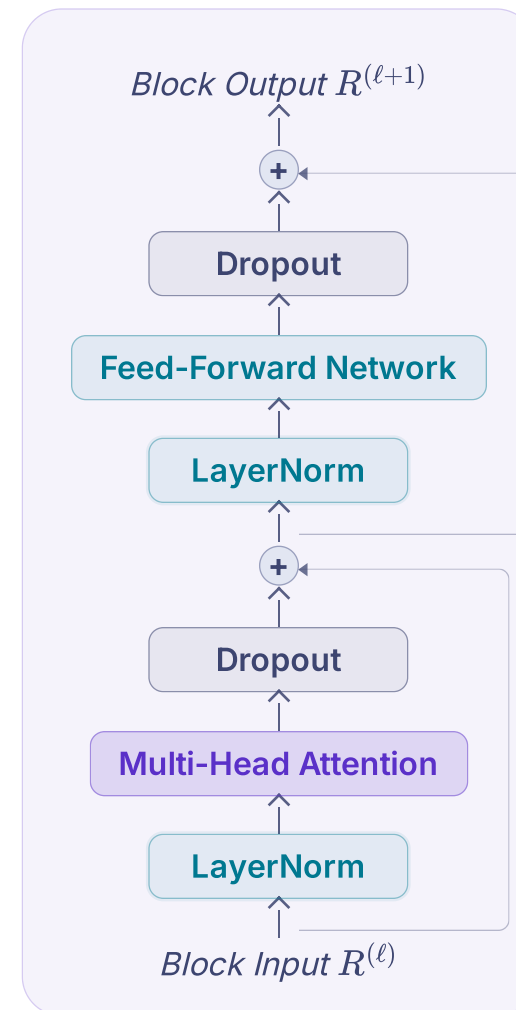 Block Output R^(ℓ+1)
+
Dropout
Feed-Forward Network
LayerNorm
+
Dropout
Multi-Head Attention
LayerNorm
Block Input R^(ℓ)